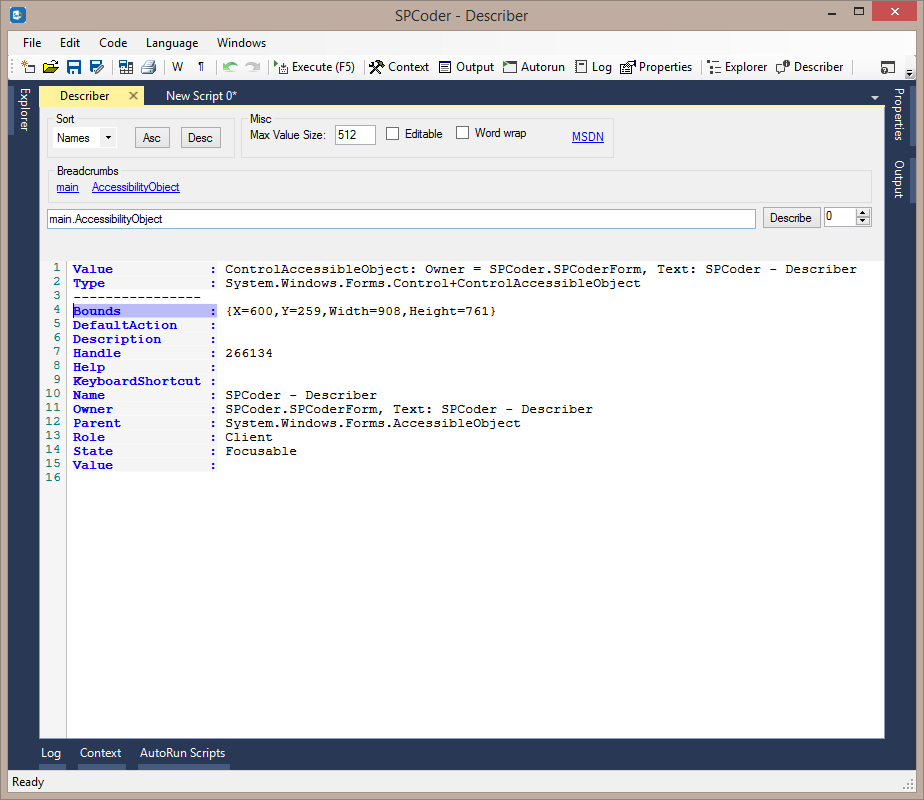 SPCoder - Describer
File Edit Code Language Windows
W ¶ Execute (F5) Context Output Autorun Log Properties Explorer Describer
Explorer
Describer New Script 0*
Properties
Output
Sort
Names Asc Desc
Misc
Max Value Size: 512 Editable Word wrap MSDN
Breadcrumbs
main AccessibilityObject
main.AccessibilityObject Describe 0
1 Value : ControlAccessibleObject: Owner = SPCoder.SPCoderForm, Text: SPCoder - Describer
2 Type : System.Windows.Forms.Control+ControlAccessibleObject
3 ----------------
4 Bounds : {X=600,Y=259,Width=908,Height=761}
5 DefaultAction :
6 Description :
7 Handle : 266134
8 Help :
9 KeyboardShortcut :
10 Name : SPCoder - Describer
11 Owner : SPCoder.SPCoderForm, Text: SPCoder - Describer
12 Parent : System.Windows.Forms.AccessibleObject
13 Role : Client
14 State : Focusable
15 Value :
16
Log Context AutoRun Scripts
Ready